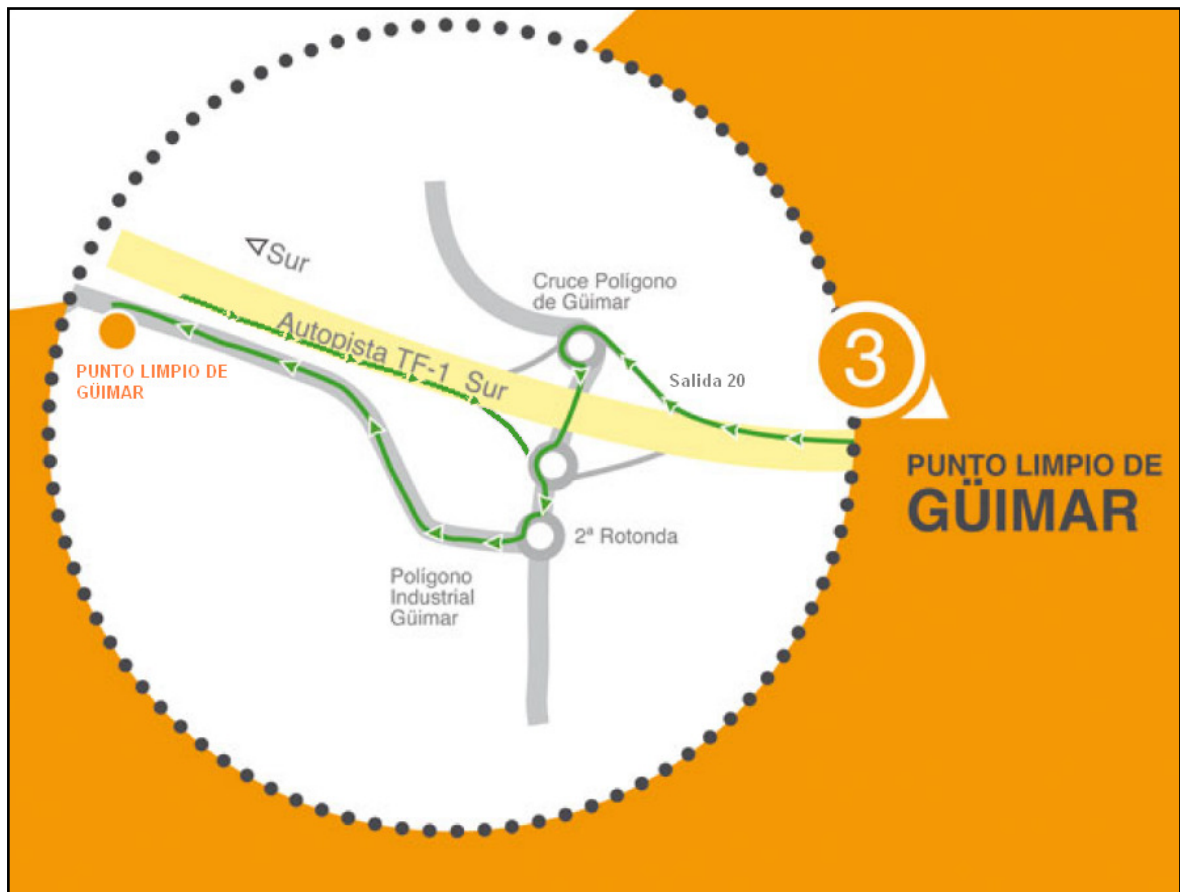 Sur
Cruce Polígono
de Güimar
Autopista TF-1 Sur
Salida 20
PUNTO LIMPIO DE
GÜIMAR
3
PUNTO LIMPIO DE
GÜIMAR
2ª Rotonda
Polígono
Industrial
Güimar